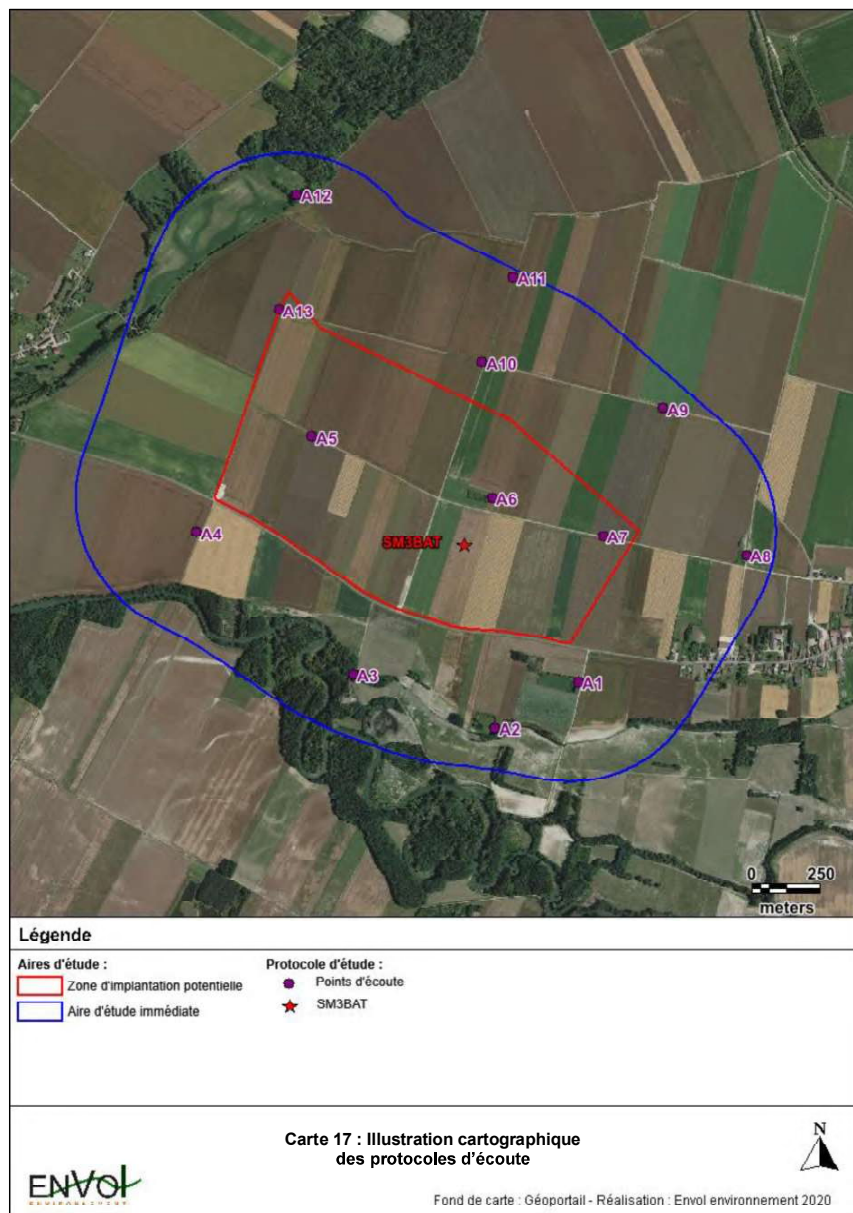 A12
A11
A13
A10
A9
A5
A6
A4
SM3BAT
A7
A8
A3
A1
A2
0 250
meters
Légende
Aires d'étude :
Zone d'implantation potentielle
Aire d'étude immédiate
Protocole d'étude :
Points d'écoute
SM3BAT
Carte 17 : Illustration cartographique
des protocoles d'écoute
N
ENVOl
ENVIRONNEMENT
Fond de carte : Géoportail - Réalisation : Envol environnement 2020